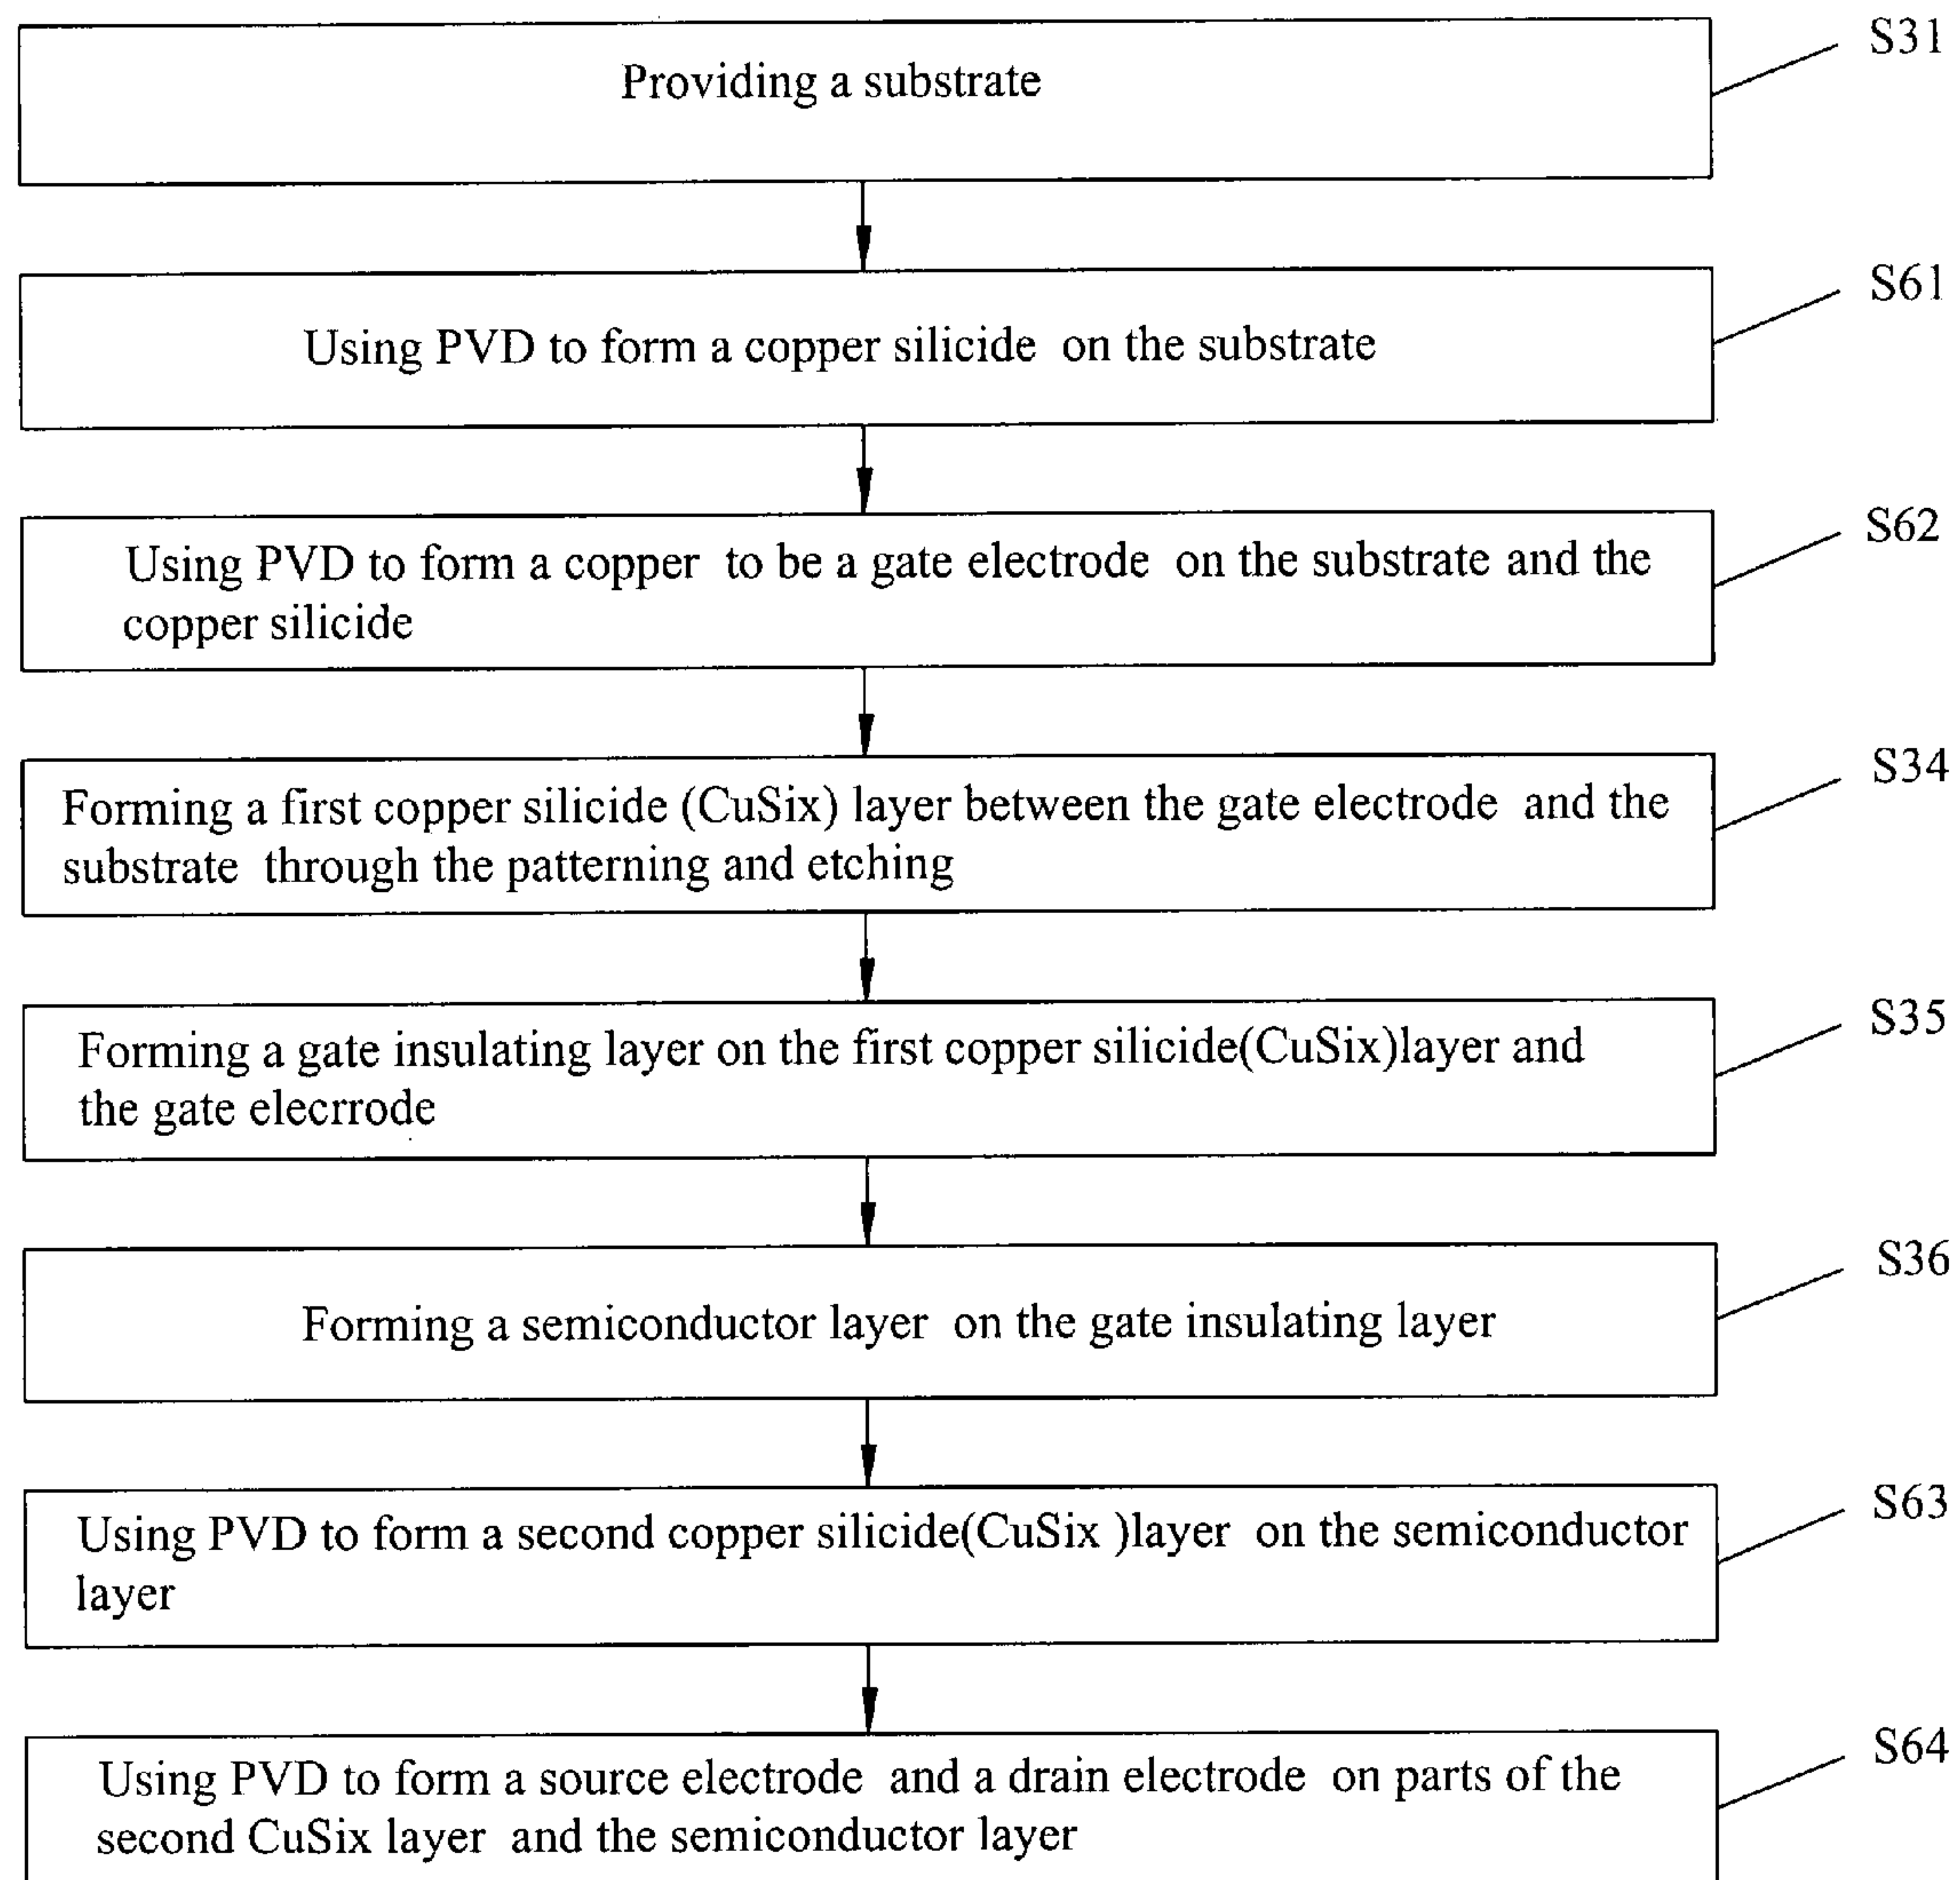 Providing a substrate
S31
Using PVD to form a copper silicide on the substrate
S61
Using PVD to form a copper to be a gate electrode on the substrate and the
copper silicide
S62
Forming a first copper silicide (CuSix) layer between the gate electrode and the
substrate through the patterning and etching
S34
Forming a gate insulating layer on the first copper silicide(CuSix)layer and
the gate elecrrode
S35
Forming a semiconductor layer on the gate insulating layer
S36
Using PVD to form a second copper silicide(CuSix )layer on the semiconductor
layer
S63
Using PVD to form a source electrode and a drain electrode on parts of the
second CuSix layer and the semiconductor layer
S64